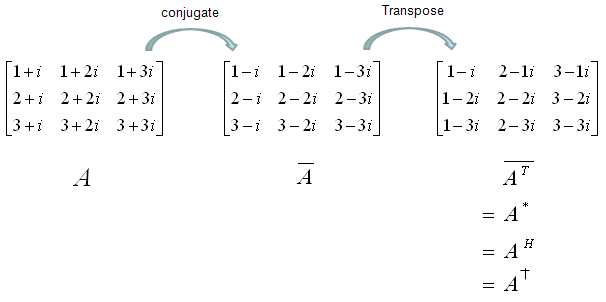 conjugate Transpose
1+i 1+2i 1+3i 1−i 1−2i 1−3i 1−i 2−1i 3−1i
2+i 2+2i 2+3i 2−i 2−2i 2−3i 1−2i 2−2i 3−2i
3+i 3+2i 3+3i 3−i 3−2i 3−3i 1−3i 2−3i 3−3i
A A̅ A̅ᵀ̅
= A*
= Aᴴ
= A†